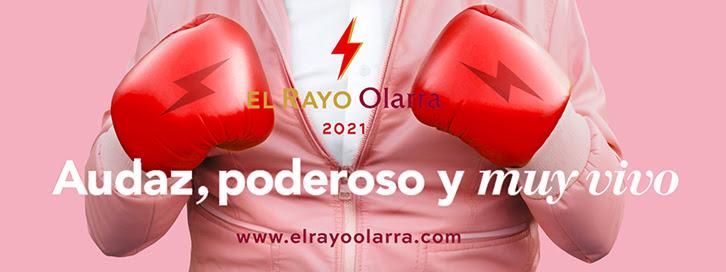 EL RAYO Olarra
2021
Audaz, poderoso y muy vivo
www.elrayoolarra.com